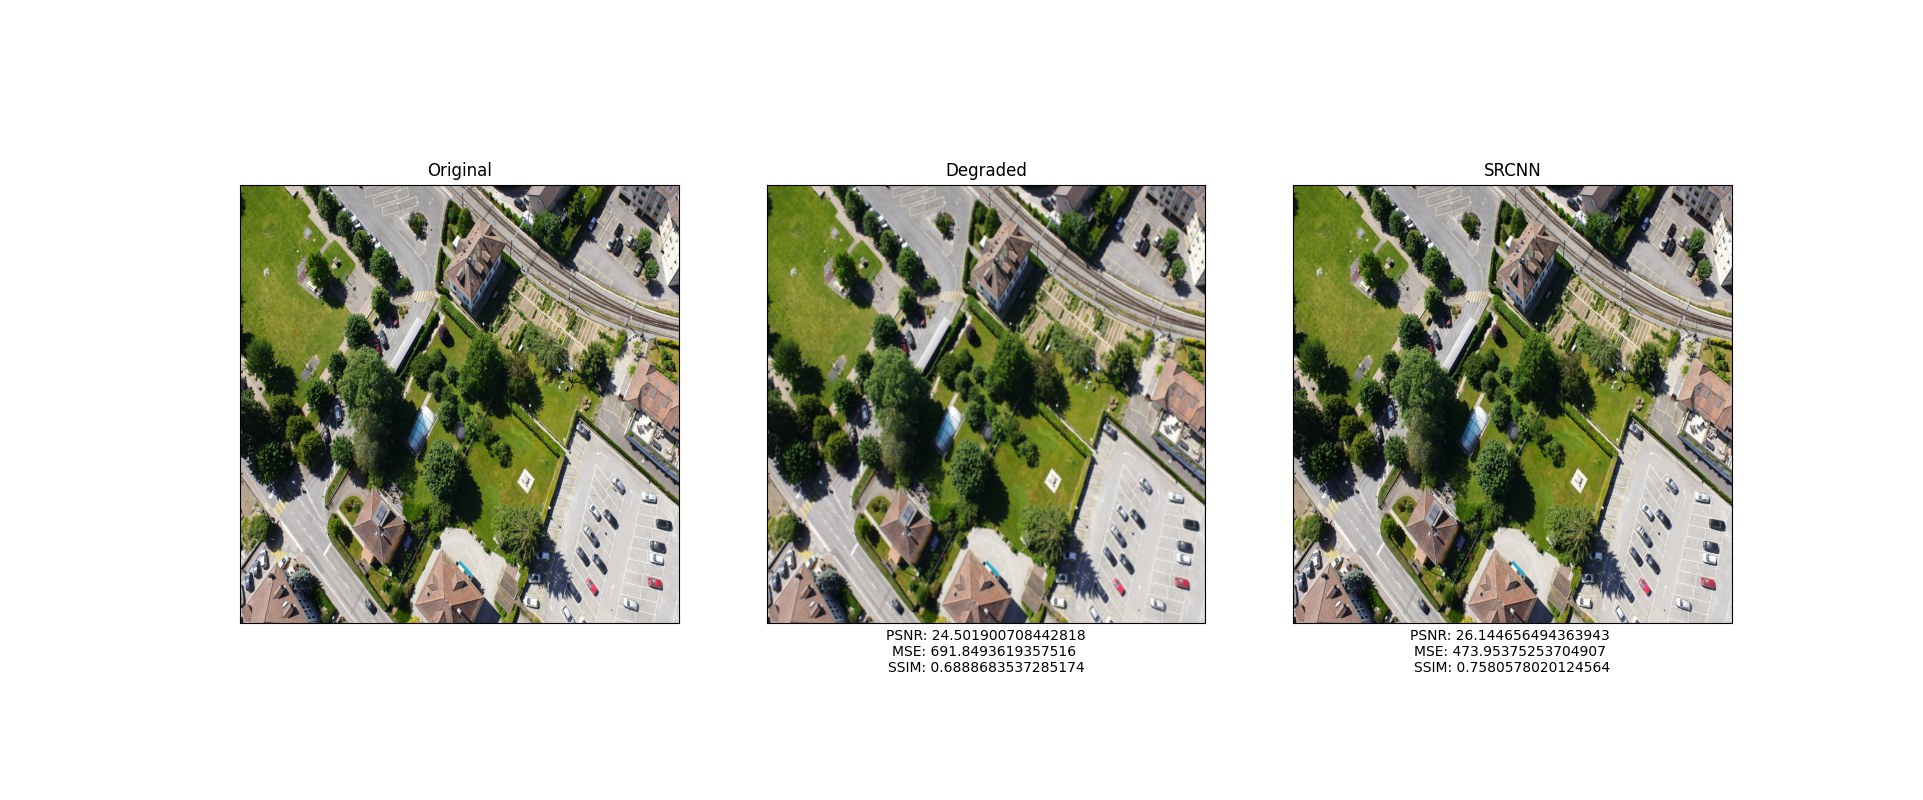 Original
Degraded
SRCNN
PSNR: 24.501900708442818
MSE: 691.8493619357516
SSIM: 0.6888683537285174
PSNR: 26.144656494363943
MSE: 473.95375253704907
SSIM: 0.7580578020124564